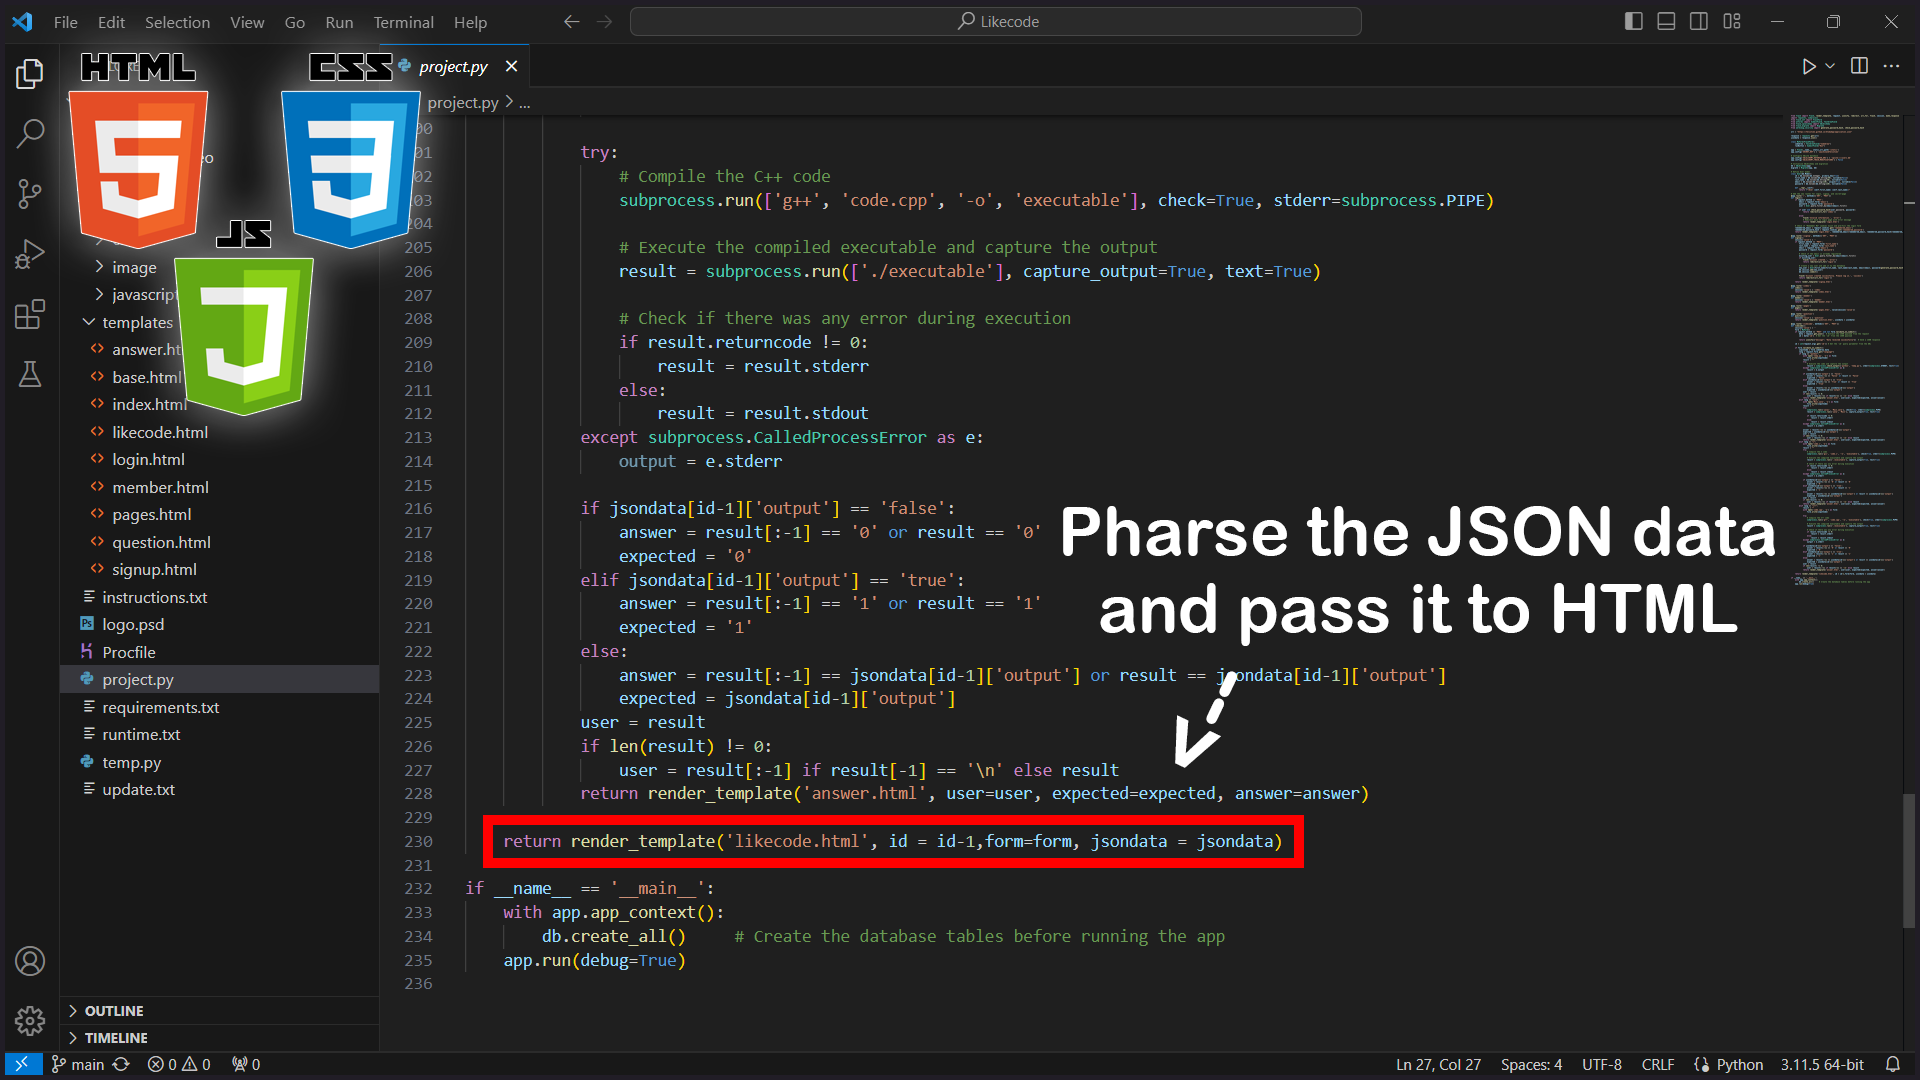 File Edit Selection View Go Run Terminal Help
Likecode
HTML
CSS
JS
project.py
project.py > ...
image
javascript
templates
answer.ht
base.html
index.html
likecode.html
login.html
member.html
pages.html
question.html
signup.html
instructions.txt
logo.psd
Procfile
project.py
requirements.txt
runtime.txt
temp.py
update.txt
OUTLINE
TIMELINE
00
01 try:
02 # Compile the C++ code
03 subprocess.run(['g++', 'code.cpp', '-o', 'executable'], check=True, stderr=subprocess.PIPE)
204
205 # Execute the compiled executable and capture the output
206 result = subprocess.run(['./executable'], capture_output=True, text=True)
207
208 # Check if there was any error during execution
209 if result.returncode != 0:
210 result = result.stderr
211 else:
212 result = result.stdout
213 except subprocess.CalledProcessError as e:
214 output = e.stderr
215
216 if jsondata[id-1]['output'] == 'false':
217 answer = result[:-1] == '0' or result == '0'
218 expected = '0'
219 elif jsondata[id-1]['output'] == 'true':
220 answer = result[:-1] == '1' or result == '1'
221 expected = '1'
222 else:
223 answer = result[:-1] == jsondata[id-1]['output'] or result == jsondata[id-1]['output']
224 expected = jsondata[id-1]['output']
225 user = result
226 if len(result) != 0:
227 user = result[:-1] if result[-1] == '\n' else result
228 return render_template('answer.html', user=user, expected=expected, answer=answer)
229
230 return render_template('likecode.html', id = id-1,form=form, jsondata = jsondata)
231
232 if __name__ == '__main__':
233 with app.app_context():
234 db.create_all() # Create the database tables before running the app
235 app.run(debug=True)
236
Pharse the JSON data
and pass it to HTML
main 0 0 0 Ln 27, Col 27 Spaces: 4 UTF-8 CRLF Python 3.11.5 64-bit